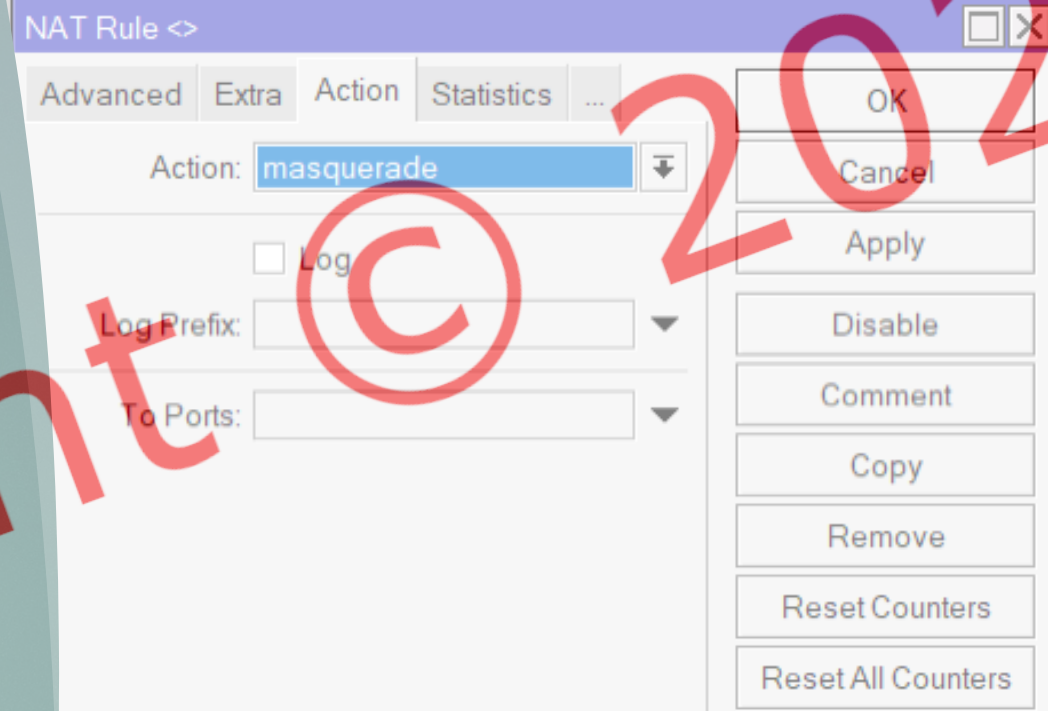 NAT Rule <>
Advanced Extra Action Statistics ...
Action: masquerade
Log
Log Prefix:
To Ports:
OK
Cancel
Apply
Disable
Comment
Copy
Remove
Reset Counters
Reset All Counters
nt © 202